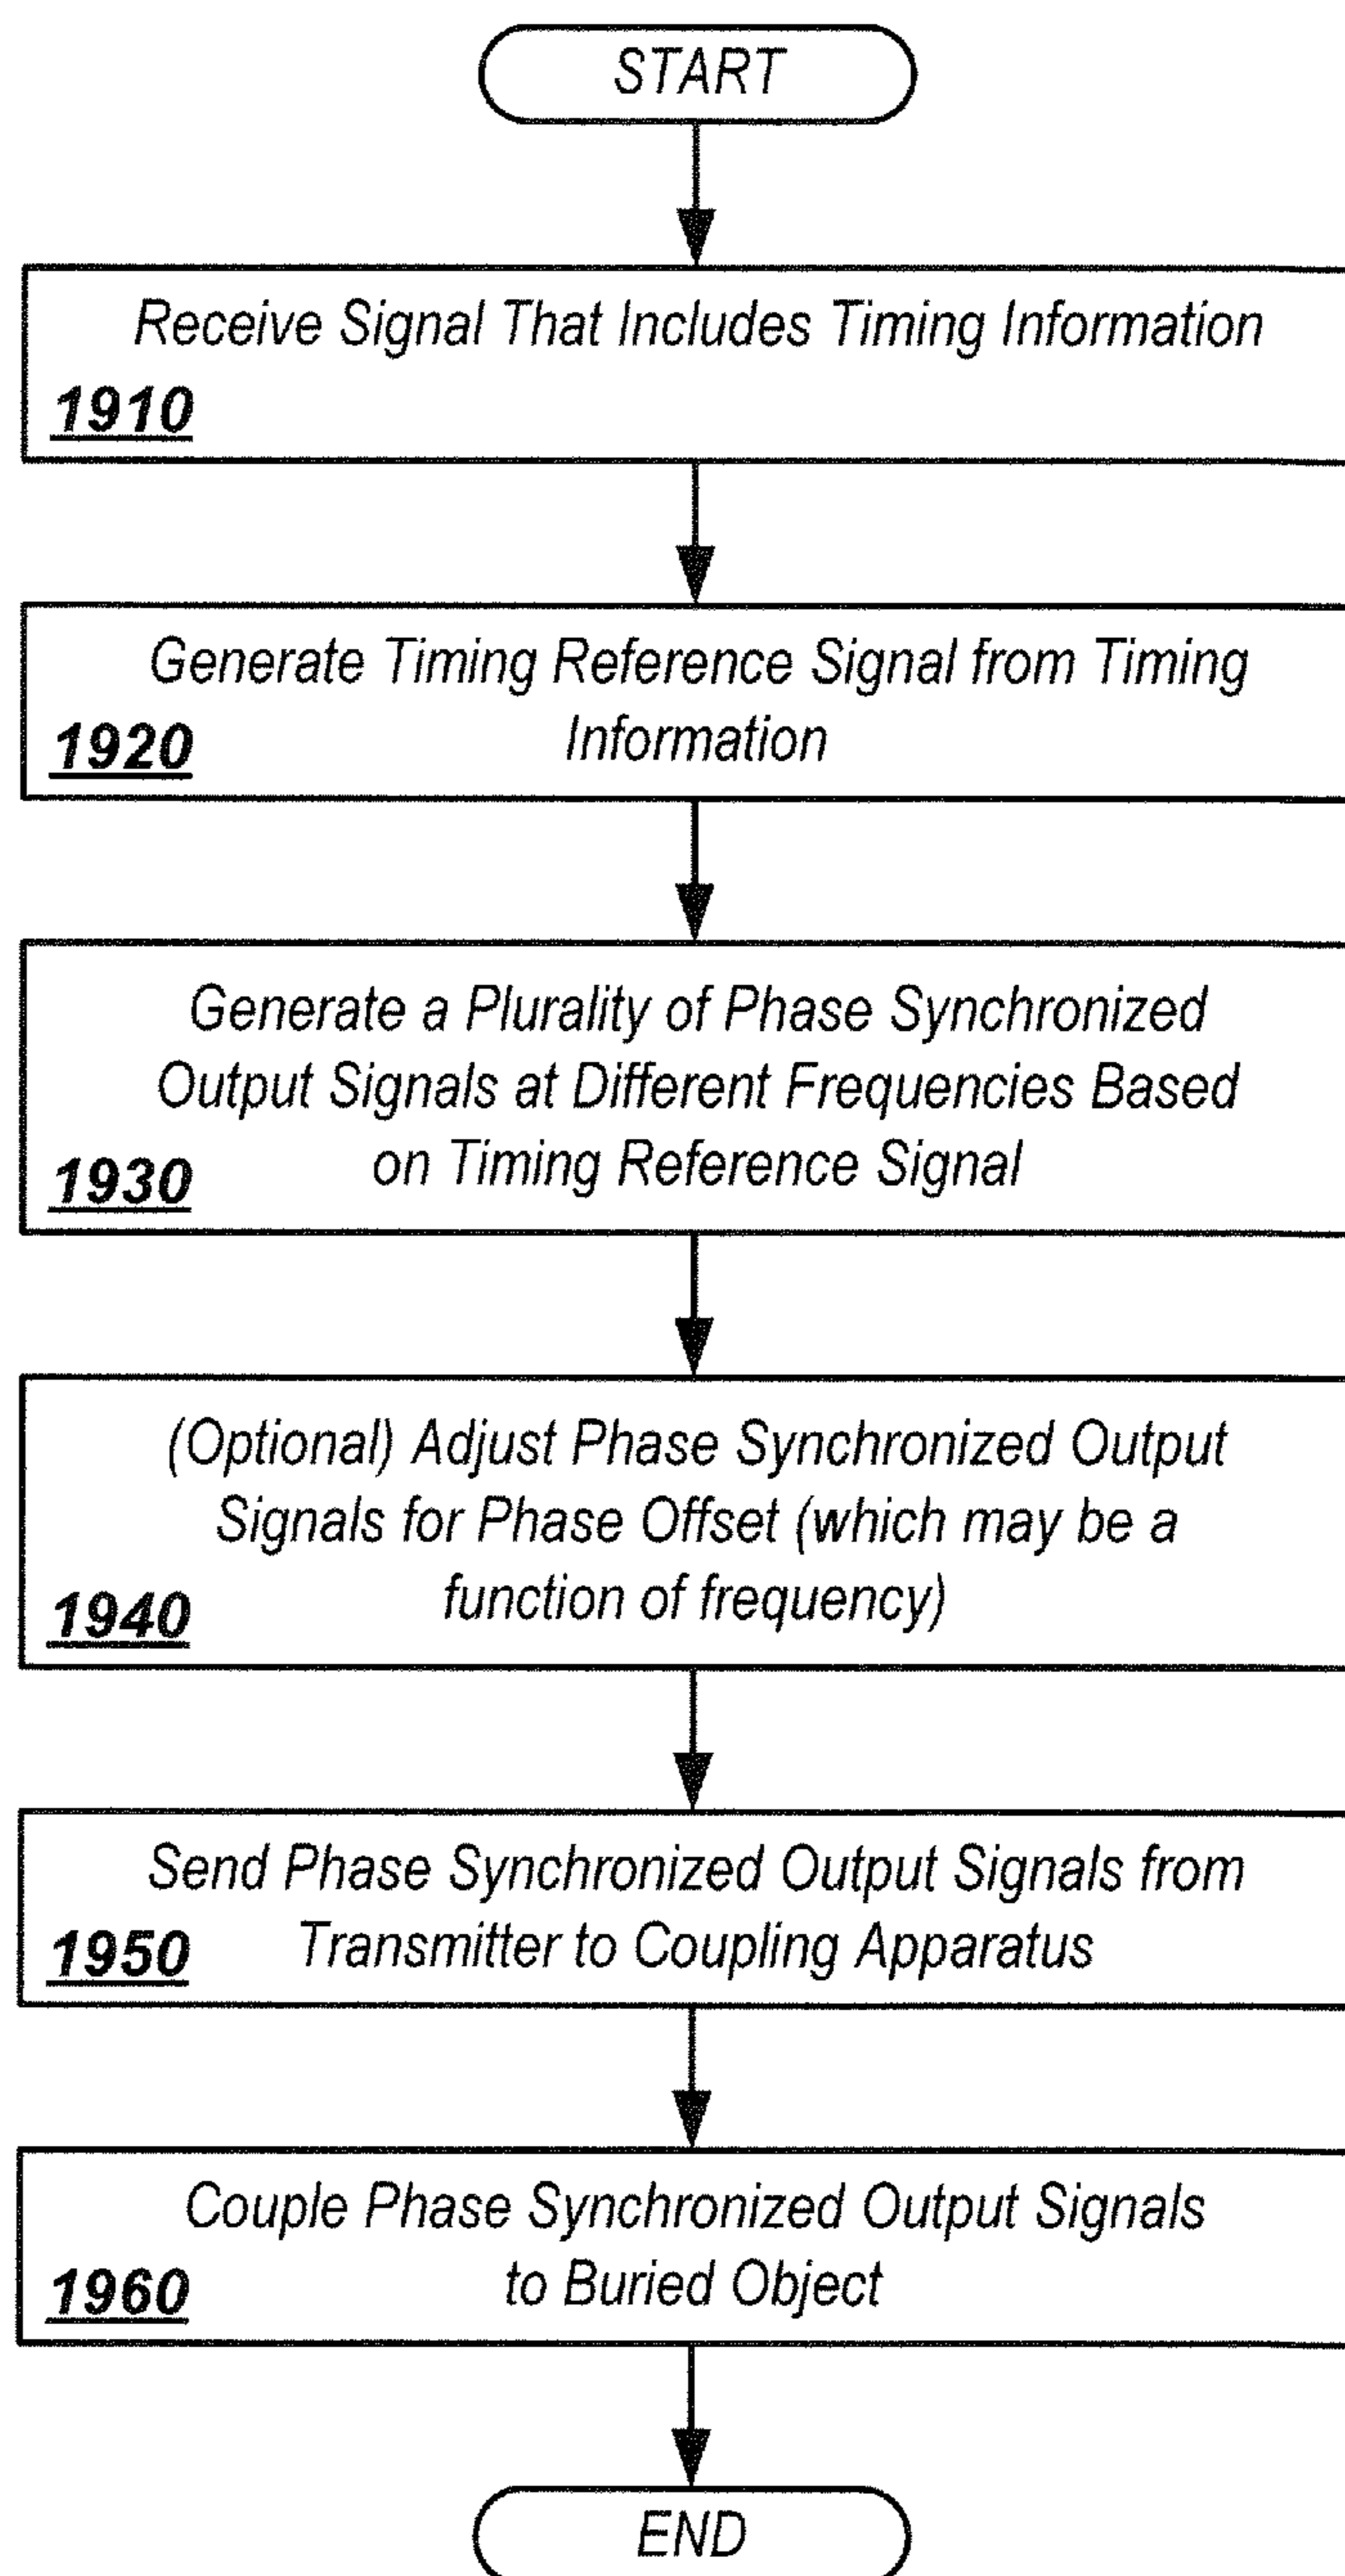 START
Receive Signal That Includes Timing Information
1910
Generate Timing Reference Signal from Timing
Information
1920
Generate a Plurality of Phase Synchronized
Output Signals at Different Frequencies Based
on Timing Reference Signal
1930
(Optional) Adjust Phase Synchronized Output
Signals for Phase Offset (which may be a
function of frequency)
1940
Send Phase Synchronized Output Signals from
Transmitter to Coupling Apparatus
1950
Couple Phase Synchronized Output Signals
to Buried Object
1960
END